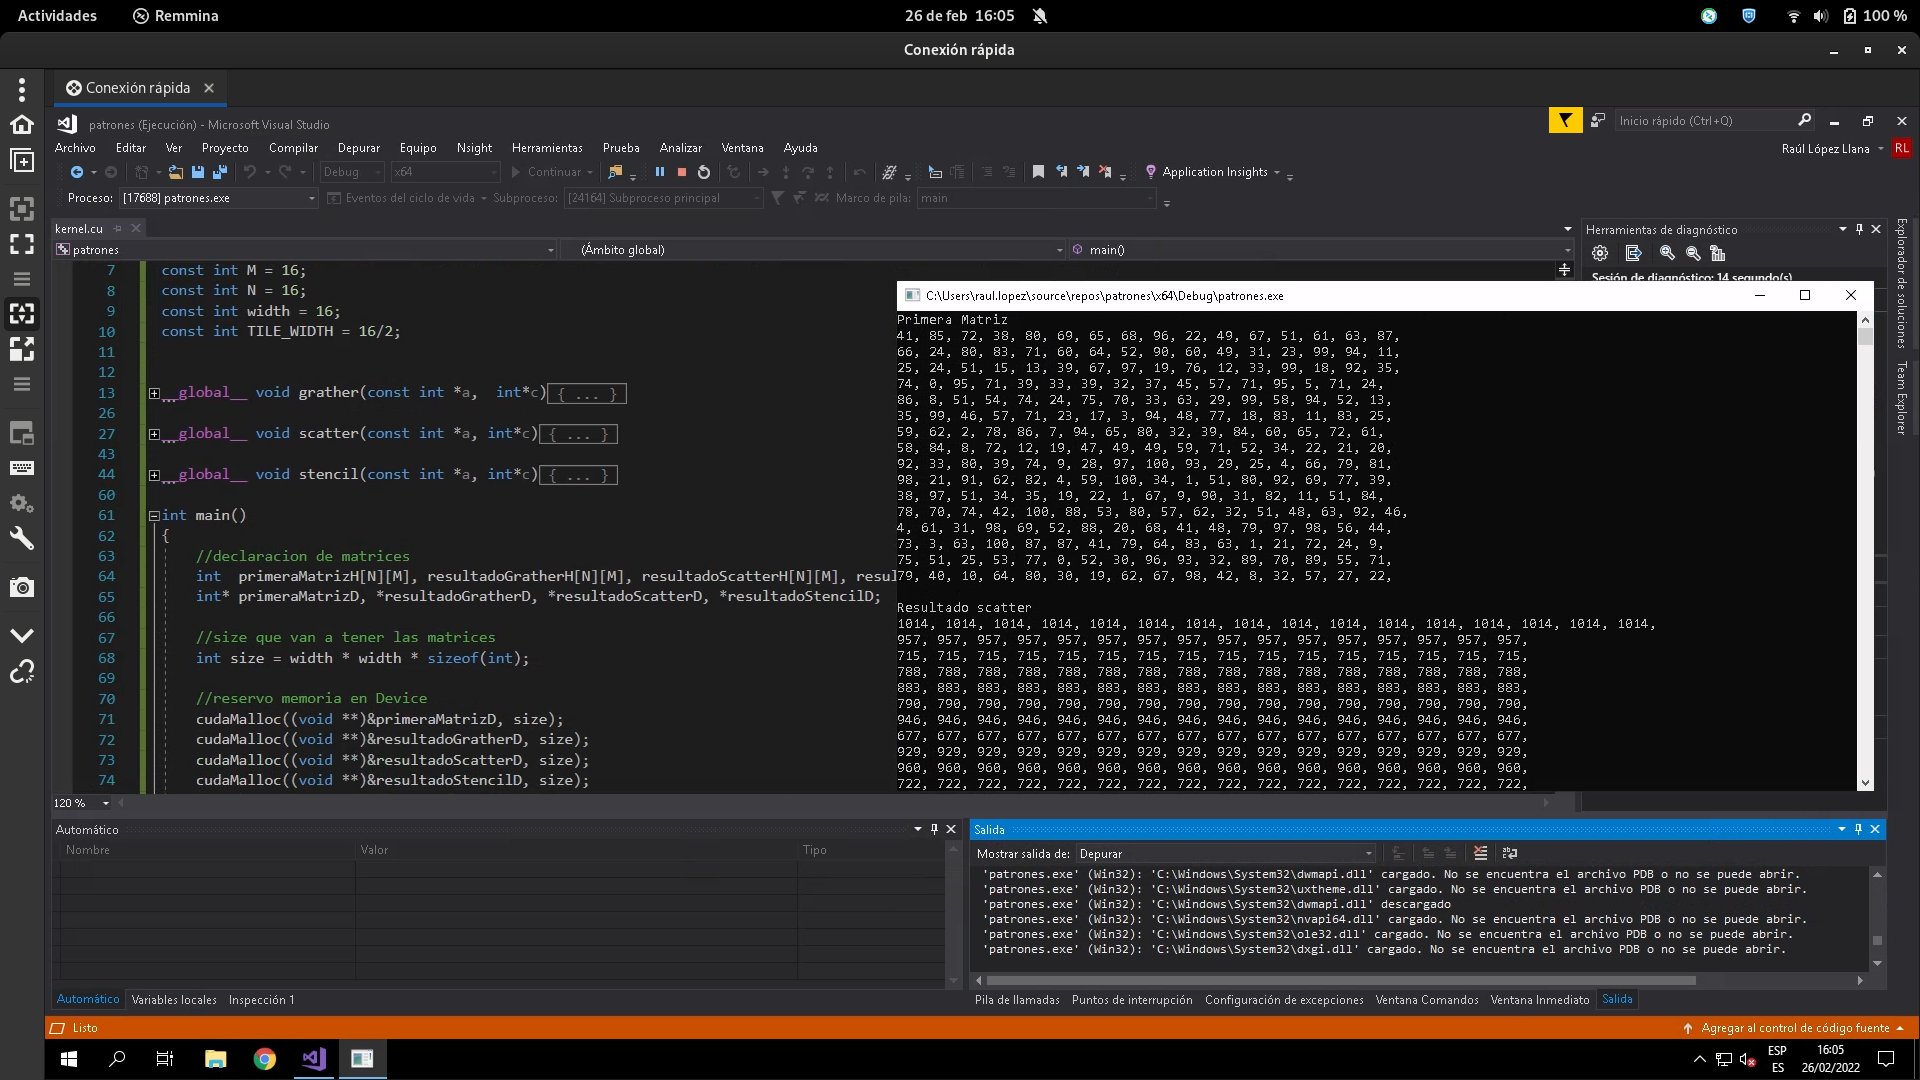 Actividades
Remmina
26 de feb 16:05
100 %
Conexión rápida
Conexión rápida
patrones (Ejecución) - Microsoft Visual Studio
Inicio rápido (Ctrl+Q)
Archivo Editar Ver Proyecto Compilar Depurar Equipo Nsight Herramientas Prueba Analizar Ventana Ayuda
Raúl López Llana RL
Debug x64 Continuar Application Insights
Proceso: [17688] patrones.exe Eventos del ciclo de vida Subproceso: [24164] Subproceso principal Marco de pila: main
kernel.cu
patrones (Ámbito global) main()
7 const int M = 16;
8 const int N = 16;
9 const int width = 16;
10 const int TILE_WIDTH = 16/2;
11
12
13 __global__ void grather(const int *a, int*c){ ... }
26
27 __global__ void scatter(const int *a, int*c){ ... }
43
44 __global__ void stencil(const int *a, int*c){ ... }
60
61 int main()
62 {
63 //declaracion de matrices
64 int primeraMatrizH[N][M], resultadoGratherH[N][M], resultadoScatterH[N][M], resul
65 int* primeraMatrizD, *resultadoGratherD, *resultadoScatterD, *resultadoStencilD;
66
67 //size que van a tener las matrices
68 int size = width * width * sizeof(int);
69
70 //reservo memoria en Device
71 cudaMalloc((void **)&primeraMatrizD, size);
72 cudaMalloc((void **)&resultadoGratherD, size);
73 cudaMalloc((void **)&resultadoScatterD, size);
74 cudaMalloc((void **)&resultadoStencilD, size);
120 %
Herramientas de diagnóstico
Sesión de diagnóstico: 14 segundo(s)
Explorador de soluciones
Team Explorer
C:\Users\raul.lopez\source\repos\patrones\x64\Debug\patrones.exe
Primera Matriz
41, 85, 72, 38, 80, 69, 65, 68, 96, 22, 49, 67, 51, 61, 63, 87,
66, 24, 80, 83, 71, 60, 64, 52, 90, 60, 49, 31, 23, 99, 94, 11,
25, 24, 51, 15, 13, 39, 67, 97, 19, 76, 12, 33, 99, 18, 92, 35,
74, 0, 95, 71, 39, 33, 39, 32, 37, 45, 57, 71, 95, 5, 71, 24,
86, 8, 51, 54, 74, 24, 75, 70, 33, 63, 29, 99, 58, 94, 52, 13,
35, 99, 46, 57, 71, 23, 17, 3, 94, 48, 77, 18, 83, 11, 83, 25,
59, 62, 2, 78, 86, 7, 94, 65, 80, 32, 39, 84, 60, 65, 72, 61,
58, 84, 8, 72, 12, 19, 47, 49, 49, 59, 71, 52, 34, 22, 21, 20,
92, 33, 80, 39, 74, 9, 28, 97, 100, 93, 29, 25, 4, 66, 79, 81,
98, 21, 91, 62, 82, 4, 59, 100, 34, 1, 51, 80, 92, 69, 77, 39,
38, 97, 51, 34, 35, 19, 22, 1, 67, 9, 90, 31, 82, 11, 51, 84,
78, 70, 74, 42, 100, 88, 53, 80, 57, 62, 32, 51, 48, 63, 92, 46,
4, 61, 31, 98, 69, 52, 88, 20, 68, 41, 48, 79, 97, 98, 56, 44,
73, 3, 63, 100, 87, 87, 41, 79, 64, 83, 63, 1, 21, 72, 24, 9,
75, 51, 25, 53, 77, 0, 52, 30, 96, 93, 32, 89, 70, 89, 55, 71,
79, 40, 10, 64, 80, 30, 19, 62, 67, 98, 42, 8, 32, 57, 27, 22,
Resultado scatter
1014, 1014, 1014, 1014, 1014, 1014, 1014, 1014, 1014, 1014, 1014, 1014, 1014, 1014, 1014, 1014,
957, 957, 957, 957, 957, 957, 957, 957, 957, 957, 957, 957, 957, 957, 957, 957,
715, 715, 715, 715, 715, 715, 715, 715, 715, 715, 715, 715, 715, 715, 715, 715,
788, 788, 788, 788, 788, 788, 788, 788, 788, 788, 788, 788, 788, 788, 788, 788,
883, 883, 883, 883, 883, 883, 883, 883, 883, 883, 883, 883, 883, 883, 883, 883,
790, 790, 790, 790, 790, 790, 790, 790, 790, 790, 790, 790, 790, 790, 790, 790,
946, 946, 946, 946, 946, 946, 946, 946, 946, 946, 946, 946, 946, 946, 946, 946,
677, 677, 677, 677, 677, 677, 677, 677, 677, 677, 677, 677, 677, 677, 677, 677,
929, 929, 929, 929, 929, 929, 929, 929, 929, 929, 929, 929, 929, 929, 929, 929,
960, 960, 960, 960, 960, 960, 960, 960, 960, 960, 960, 960, 960, 960, 960, 960,
722, 722, 722, 722, 722, 722, 722, 722, 722, 722, 722, 722, 722, 722, 722, 722,
Automático
Nombre Valor Tipo
Automático Variables locales Inspección 1
Salida
Mostrar salida de: Depurar
'patrones.exe' (Win32): 'C:\Windows\System32\dwmapi.dll' cargado. No se encuentra el archivo PDB o no se puede abrir.
'patrones.exe' (Win32): 'C:\Windows\System32\uxtheme.dll' cargado. No se encuentra el archivo PDB o no se puede abrir.
'patrones.exe' (Win32): 'C:\Windows\System32\dwmapi.dll' descargado
'patrones.exe' (Win32): 'C:\Windows\System32\nvapi64.dll' cargado. No se encuentra el archivo PDB o no se puede abrir.
'patrones.exe' (Win32): 'C:\Windows\System32\ole32.dll' cargado. No se encuentra el archivo PDB o no se puede abrir.
'patrones.exe' (Win32): 'C:\Windows\System32\dxgi.dll' cargado. No se encuentra el archivo PDB o no se puede abrir.
Pila de llamadas Puntos de interrupción Configuración de excepciones Ventana Comandos Ventana Inmediato Salida
Listo
Agregar al control de código fuente
ESP
ES
16:05
26/02/2022